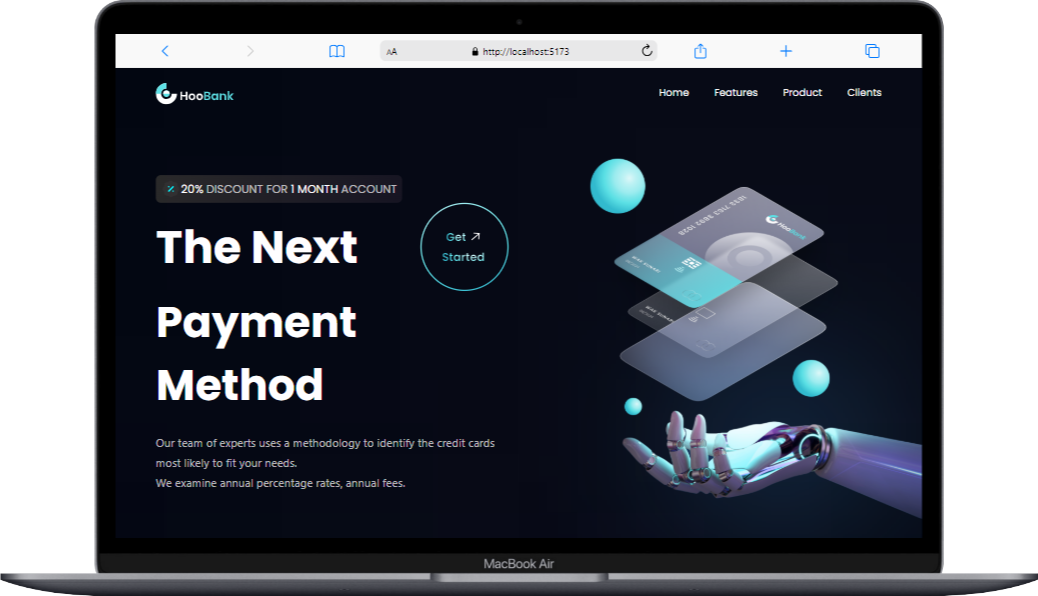 AA http://localhost:5173
HooBank
Home Features Product Clients
20% DISCOUNT FOR 1 MONTH ACCOUNT
The Next
Get
Started
Payment
Method
Our team of experts uses a methodology to identify the credit cards
most likely to fit your needs.
We examine annual percentage rates, annual fees.
HooBank
MacBook Air